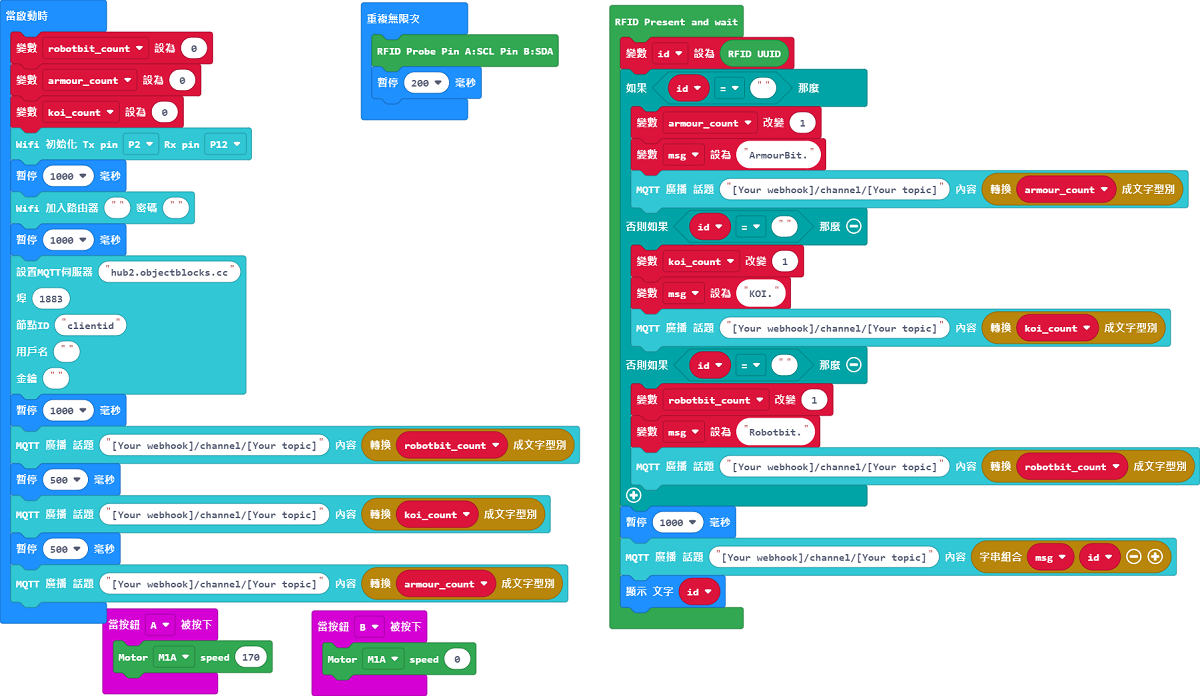 當啟動時
變數 robotbit_count 設為 0
變數 armour_count 設為 0
變數 koi_count 設為 0
Wifi 初始化 Tx pin P2 Rx pin P12
暫停 1000 毫秒
Wifi 加入路由器 "" 密碼 ""
暫停 1000 毫秒
設置MQTT伺服器 "hub2.objectblocks.cc"
埠 1883
節點ID "clientid"
用戶名 ""
金鑰 ""
暫停 1000 毫秒
MQTT 廣播 話題 "[Your webhook]/channel/[Your topic]" 內容 轉換 robotbit_count 成文字型別
暫停 500 毫秒
MQTT 廣播 話題 "[Your webhook]/channel/[Your topic]" 內容 轉換 koi_count 成文字型別
暫停 500 毫秒
MQTT 廣播 話題 "[Your webhook]/channel/[Your topic]" 內容 轉換 armour_count 成文字型別
當按鈕 A 被按下
Motor M1A speed 170
當按鈕 B 被按下
Motor M1A speed 0
重複無限次
RFID Probe Pin A:SCL Pin B:SDA
暫停 200 毫秒
RFID Present and wait
變數 id 設為 RFID UUID
如果 id = "" 那麼
變數 armour_count 改變 1
變數 msg 設為 "ArmourBit."
MQTT 廣播 話題 "[Your webhook]/channel/[Your topic]" 內容 轉換 armour_count 成文字型別
否則如果 id = "" 那麼
變數 koi_count 改變 1
變數 msg 設為 "KOI."
MQTT 廣播 話題 "[Your webhook]/channel/[Your topic]" 內容 轉換 koi_count 成文字型別
否則如果 id = "" 那麼
變數 robotbit_count 改變 1
變數 msg 設為 "Robotbit."
MQTT 廣播 話題 "[Your webhook]/channel/[Your topic]" 內容 轉換 robotbit_count 成文字型別
暫停 1000 毫秒
MQTT 廣播 話題 "[Your webhook]/channel/[Your topic]" 內容 字串組合 msg id
顯示 文字 id